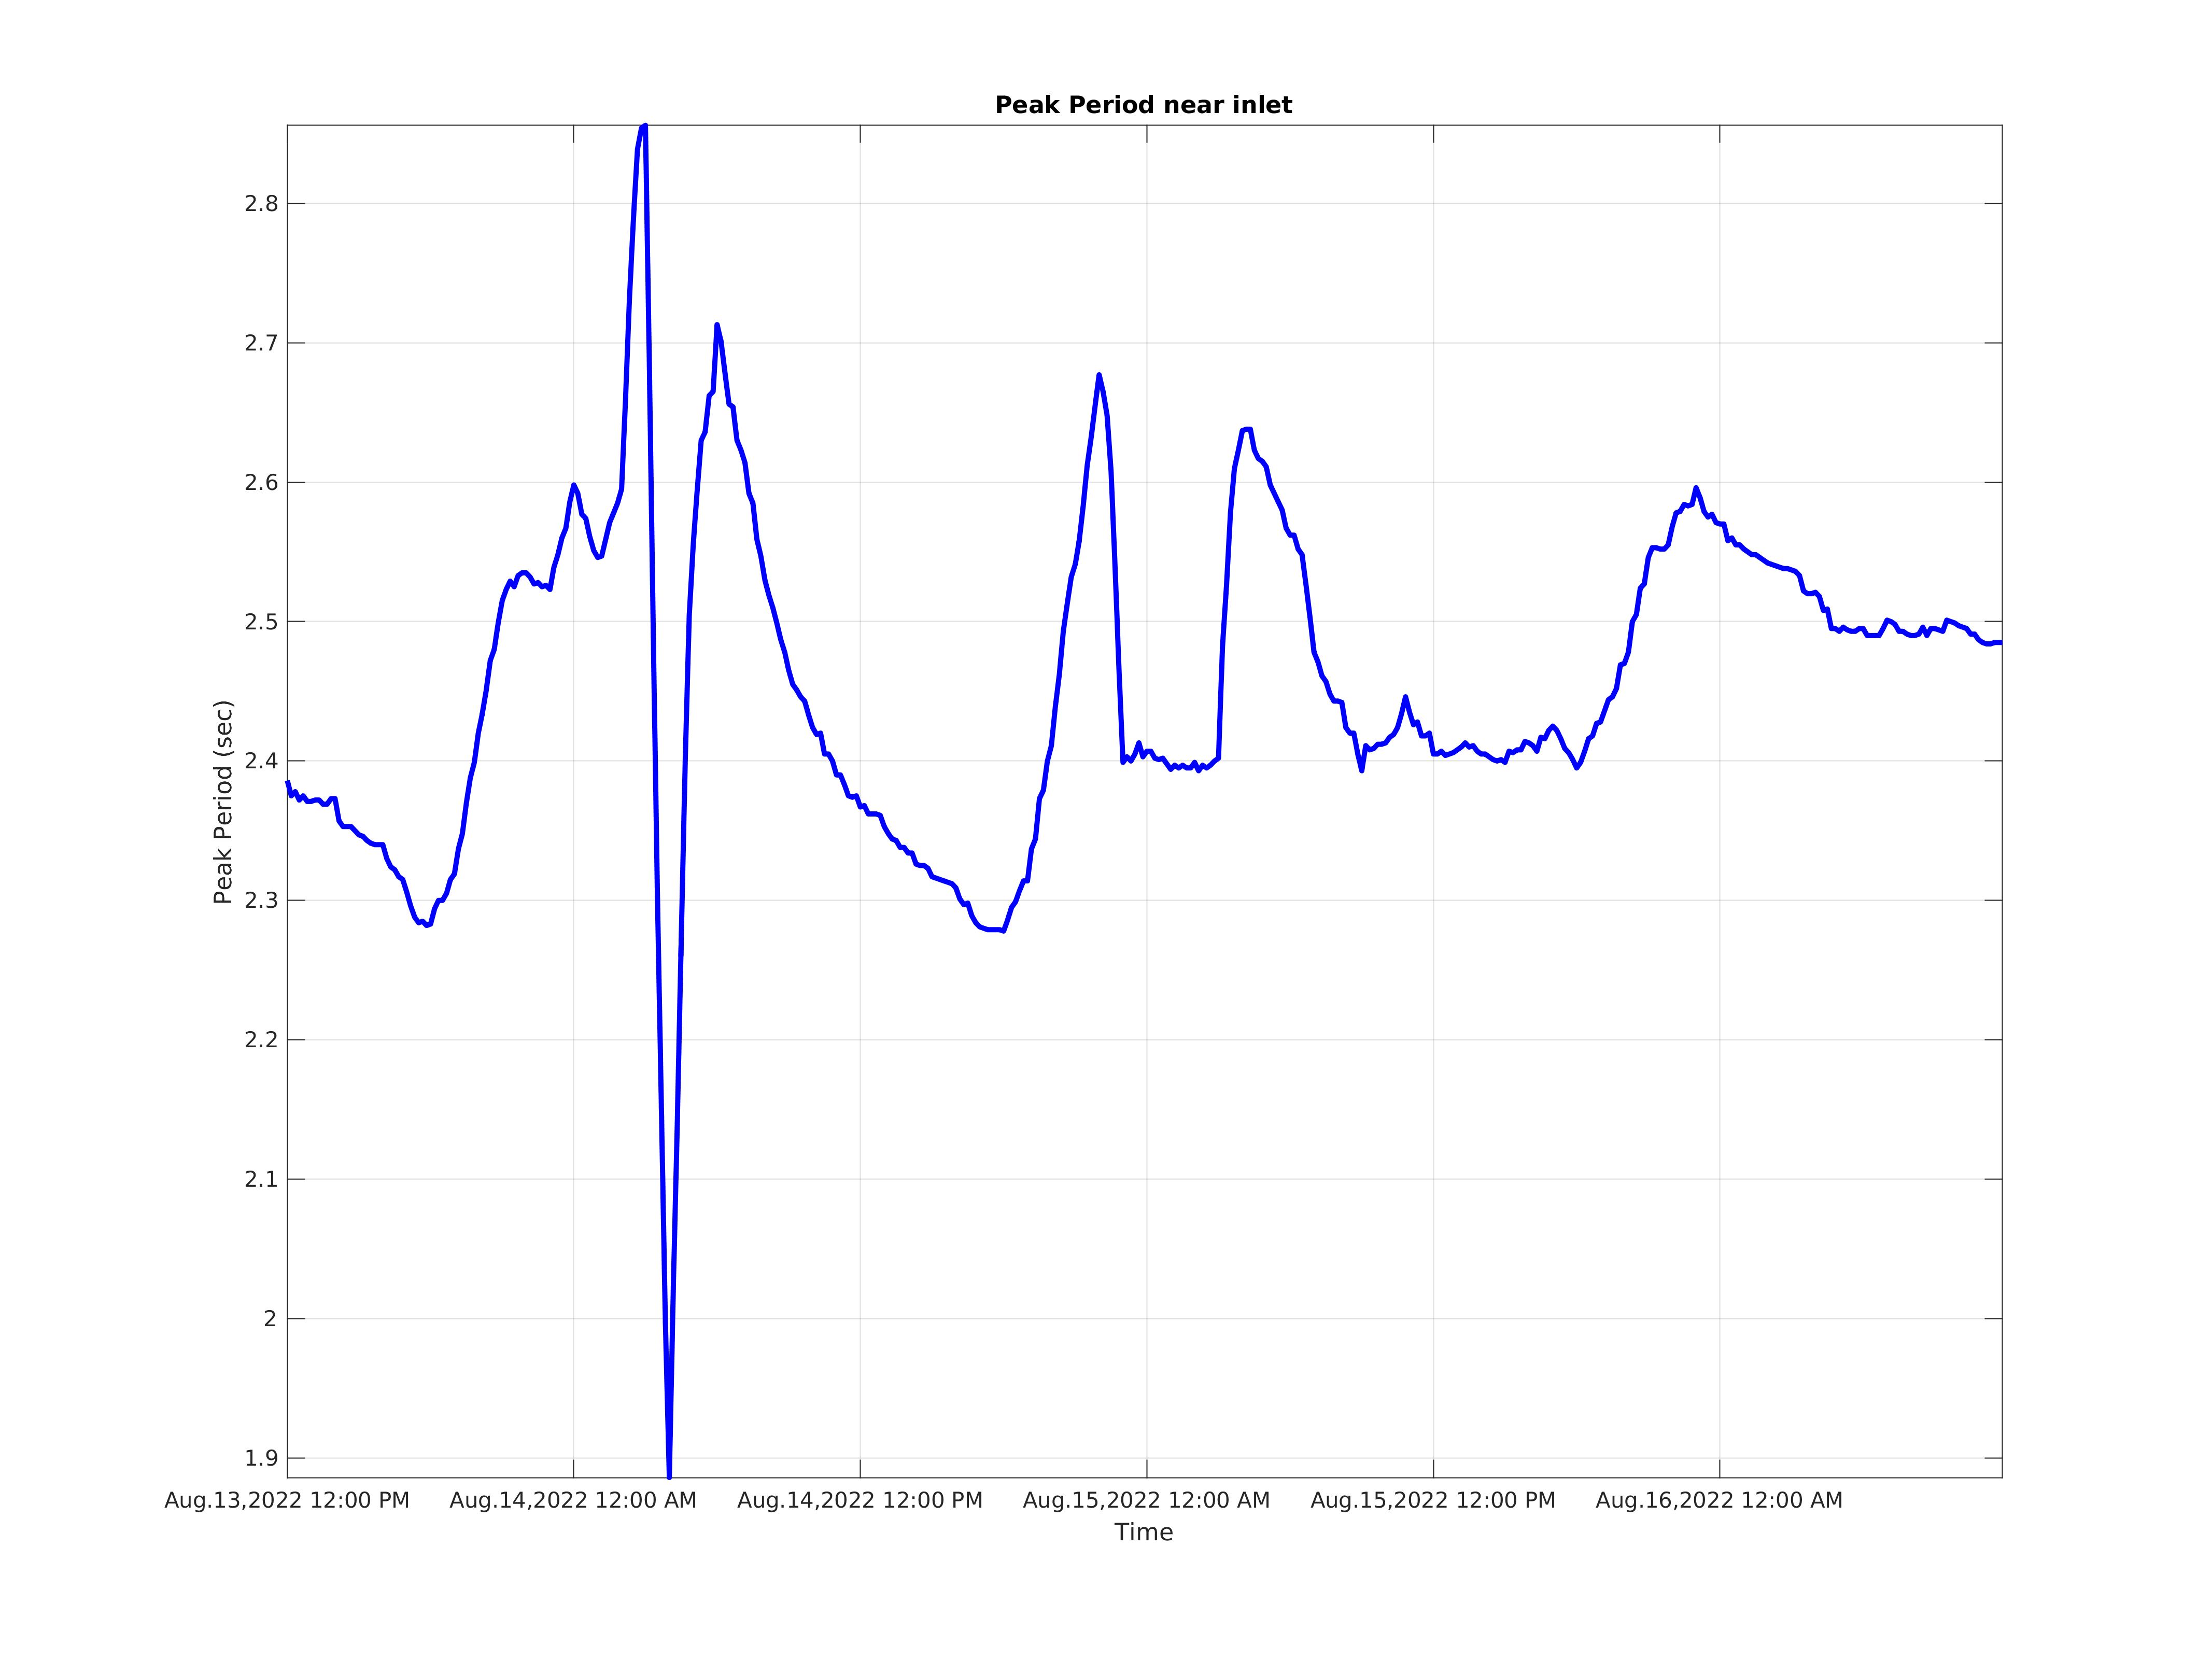 Peak Period near inlet
2.8
2.7
2.6
2.5
2.4
2.3
2.2
2.1
2
1.9
Peak Period (sec)
Aug.13,2022 12:00 PM Aug.14,2022 12:00 AM Aug.14,2022 12:00 PM Aug.15,2022 12:00 AM Aug.15,2022 12:00 PM Aug.16,2022 12:00 AM
Time